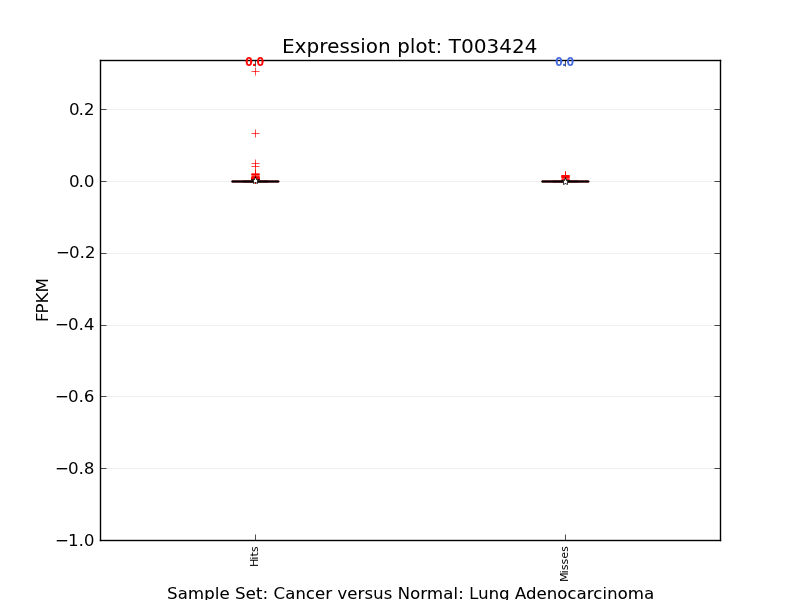 Expression plot: T003424
0.0
0.0
0.2
0.0
−0.2
−0.4
−0.6
−0.8
−1.0
FPKM
Hits
Misses
Sample Set: Cancer versus Normal: Lung Adenocarcinoma